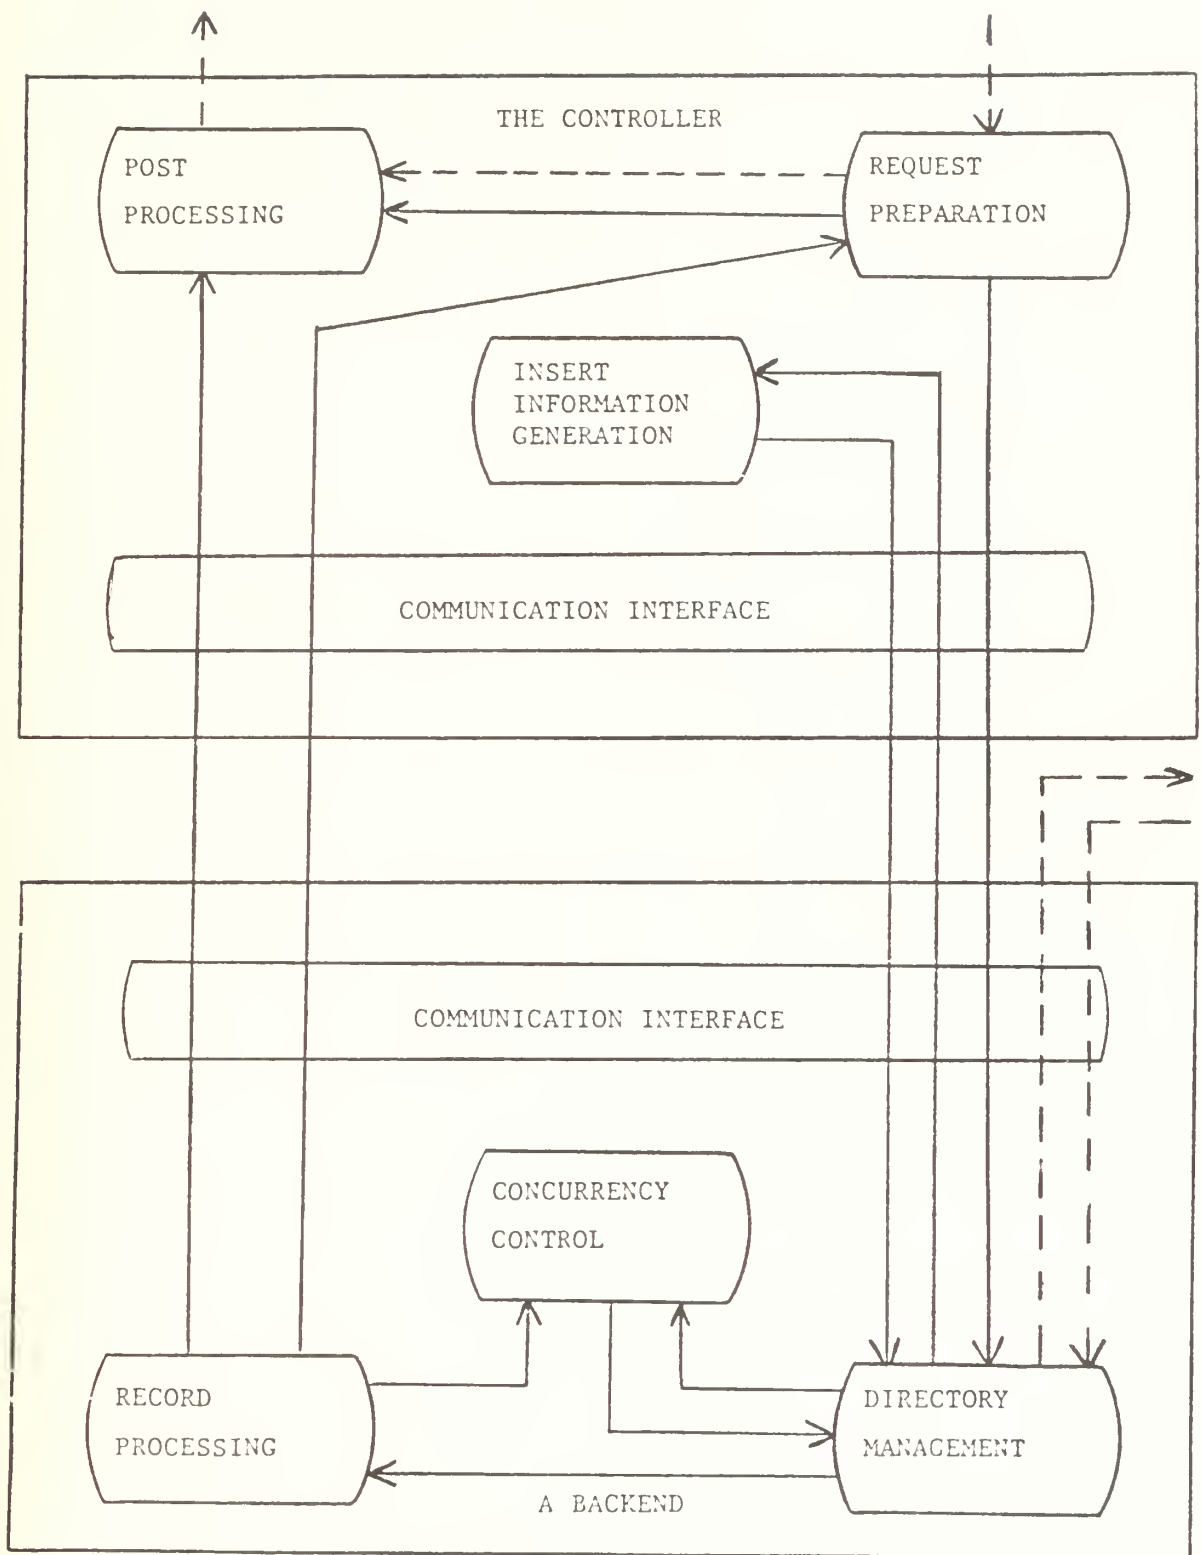 THE CONTROLLER
POST
PROCESSING
REQUEST
PREPARATION
INSERT
INFORMATION
GENERATION
COMMUNICATION INTERFACE
COMMUNICATION INTERFACE
CONCURRENCY
CONTROL
RECORD
PROCESSING
DIRECTORY
MANAGEMENT
A BACKEND